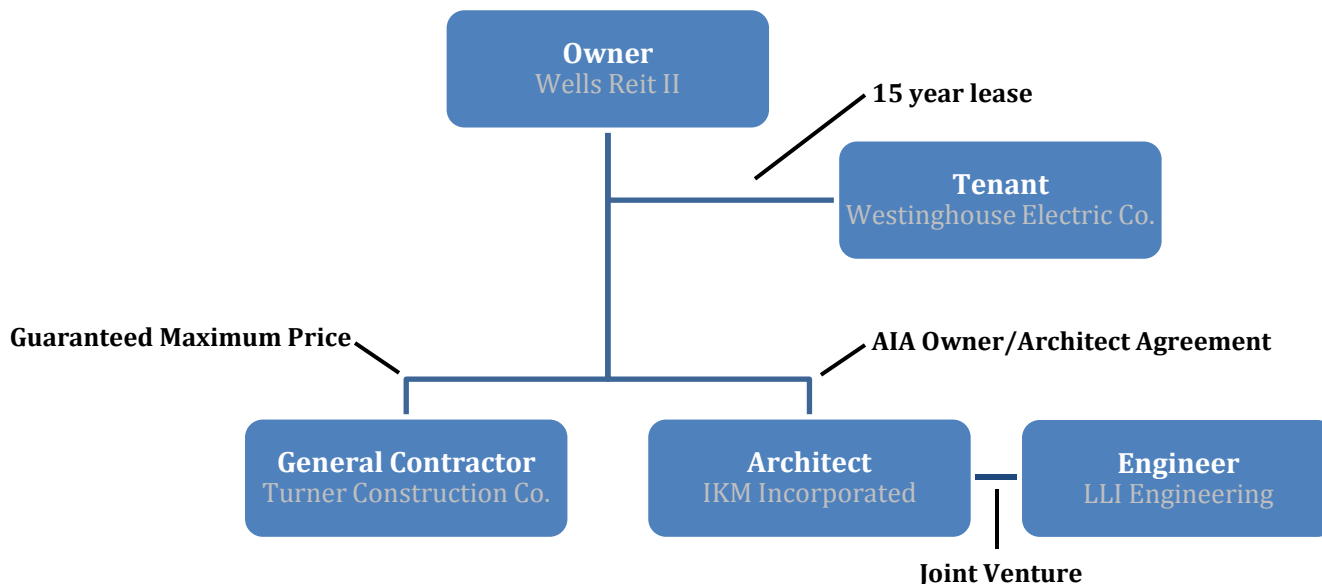 Owner
Wells Reit II
15 year lease
Tenant
Westinghouse Electric Co.
Guaranteed Maximum Price
AIA Owner/Architect Agreement
General Contractor
Turner Construction Co.
Architect
IKM Incorporated
Engineer
LLI Engineering
Joint Venture